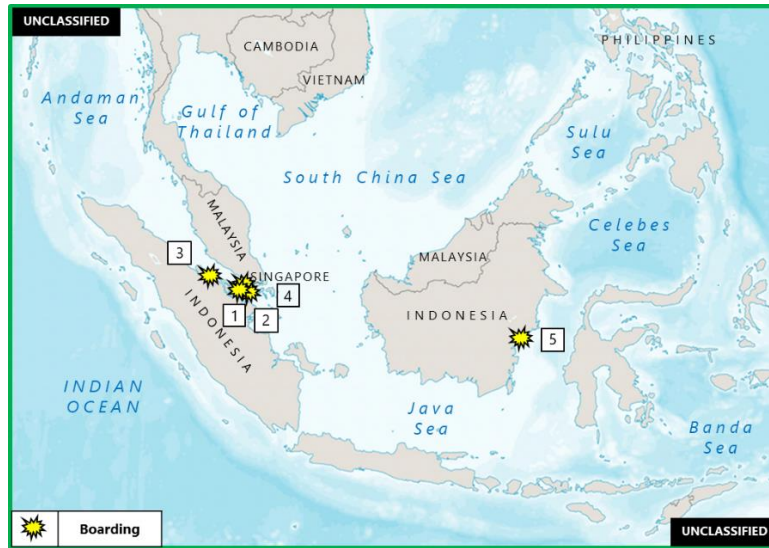 UNCLASSIFIED
CAMBODIA
PHILIPPINES
VIETNAM
Andaman
Sea
Gulf of
Thailand
Sulu
Sea
South China Sea
MALAYSIA
Celebes
Sea
3
MALAYSIA
SINGAPORE
4
1
2
INDONESIA
INDONESIA
5
INDIAN
OCEAN
Java
Sea
Banda
Sea
Boarding
UNCLASSIFIED